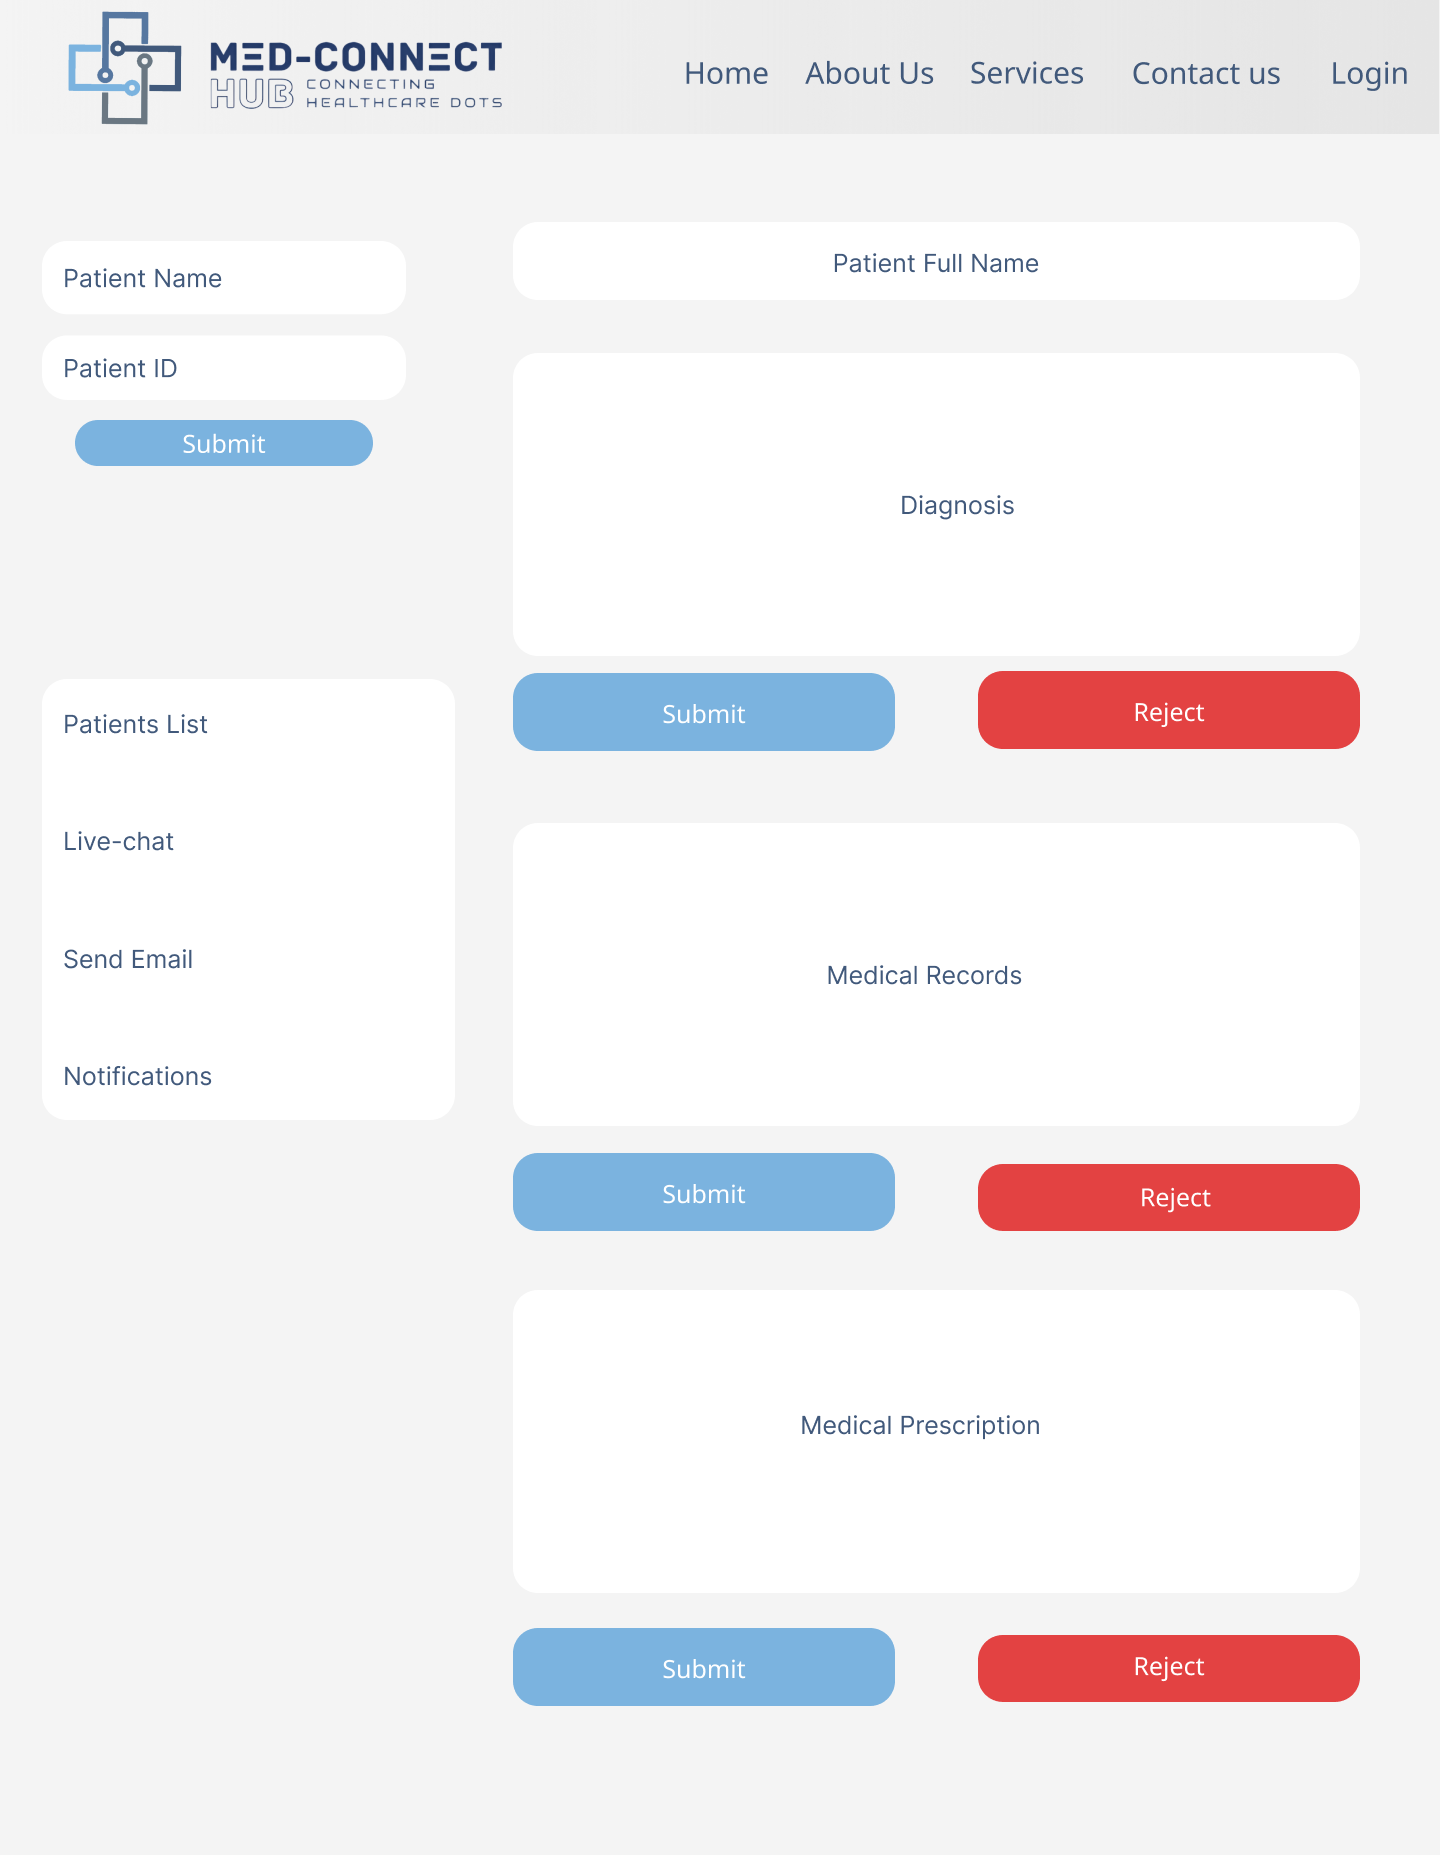 MED-CONNECT
HUB CONNECTING
HEALTHCARE DOTS
Home About Us Services Contact us Login
Patient Name
Patient ID
Submit
Patients List
Live-chat
Send Email
Notifications
Patient Full Name
Diagnosis
Submit Reject
Medical Records
Submit Reject
Medical Prescription
Submit Reject